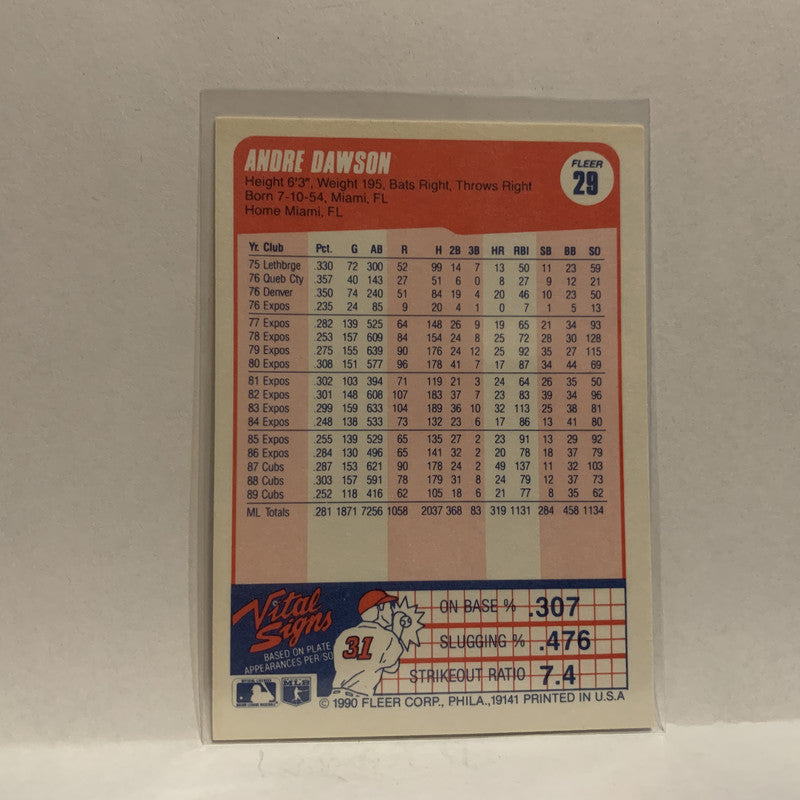 ANDRE DAWSON
Height 6'3", Weight 195, Bats Right, Throws Right
Born 7-10-54, Miami, FL
Home Miami, FL
FLEER
29
Yr. Club Pct. G AB R H 2B 3B HR RBI SB BB SO
75 Lethbrge .330 72 300 52 99 14 7 13 50 11 23 59
76 Queb Cty .357 40 143 27 51 6 0 8 27 9 12 21
76 Denver .350 74 240 51 84 19 4 20 46 10 23 50
76 Expos .235 24 85 9 20 4 1 0 7 1 5 13
77 Expos .282 139 525 64 148 26 9 19 65 21 34 93
78 Expos .253 157 609 84 154 24 8 25 72 28 30 128
79 Expos .275 155 639 90 176 24 12 25 92 35 27 115
80 Expos .308 151 577 96 178 41 7 17 87 34 44 69
81 Expos .302 103 394 71 119 21 3 24 64 26 35 50
82 Expos .301 148 608 107 183 37 7 23 83 39 34 96
83 Expos .299 159 633 104 189 36 10 32 113 25 38 81
84 Expos .248 138 533 73 132 23 6 17 86 13 41 80
85 Expos .255 139 529 65 135 27 2 23 91 13 29 92
86 Expos .284 130 496 65 141 32 2 20 78 18 37 79
87 Cubs .287 153 621 90 178 24 2 49 137 11 32 103
88 Cubs .303 157 591 78 179 31 8 24 79 12 37 73
89 Cubs .252 118 416 62 105 18 6 21 77 8 35 62
ML Totals .281 1871 7256 1058 2037 368 83 319 1131 284 458 1134
Vital Signs
BASED ON PLATE
APPEARANCES PER/SO
31
ON BASE % .307
SLUGGING % .476
STRIKEOUT RATIO 7.4
MLB
© 1990 FLEER CORP., PHILA., 19141 PRINTED IN U.S.A